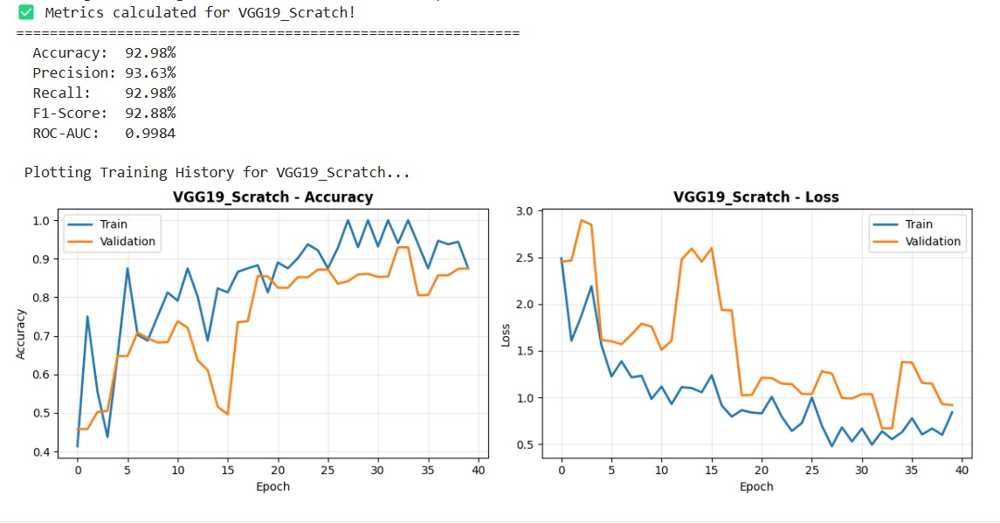 ✅ Metrics calculated for VGG19_Scratch!
============================================================
Accuracy: 92.98%
Precision: 93.63%
Recall: 92.98%
F1-Score: 92.88%
ROC-AUC: 0.9984
Plotting Training History for VGG19_Scratch...
VGG19_Scratch - Accuracy
Train
Validation
Accuracy
1.0
0.9
0.8
0.7
0.6
0.5
0.4
0 5 10 15 20 25 30 35 40
Epoch
VGG19_Scratch - Loss
Train
Validation
Loss
3.0
2.5
2.0
1.5
1.0
0.5
0 5 10 15 20 25 30 35 40
Epoch